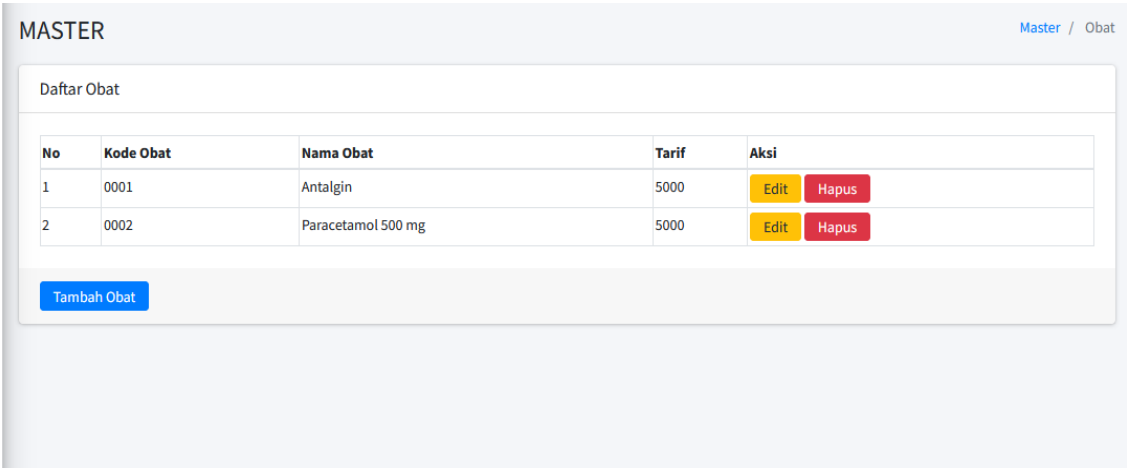 MASTER
Master / Obat
Daftar Obat
No Kode Obat Nama Obat Tarif Aksi
1 0001 Antalgin 5000 Edit Hapus
2 0002 Paracetamol 500 mg 5000 Edit Hapus
Tambah Obat